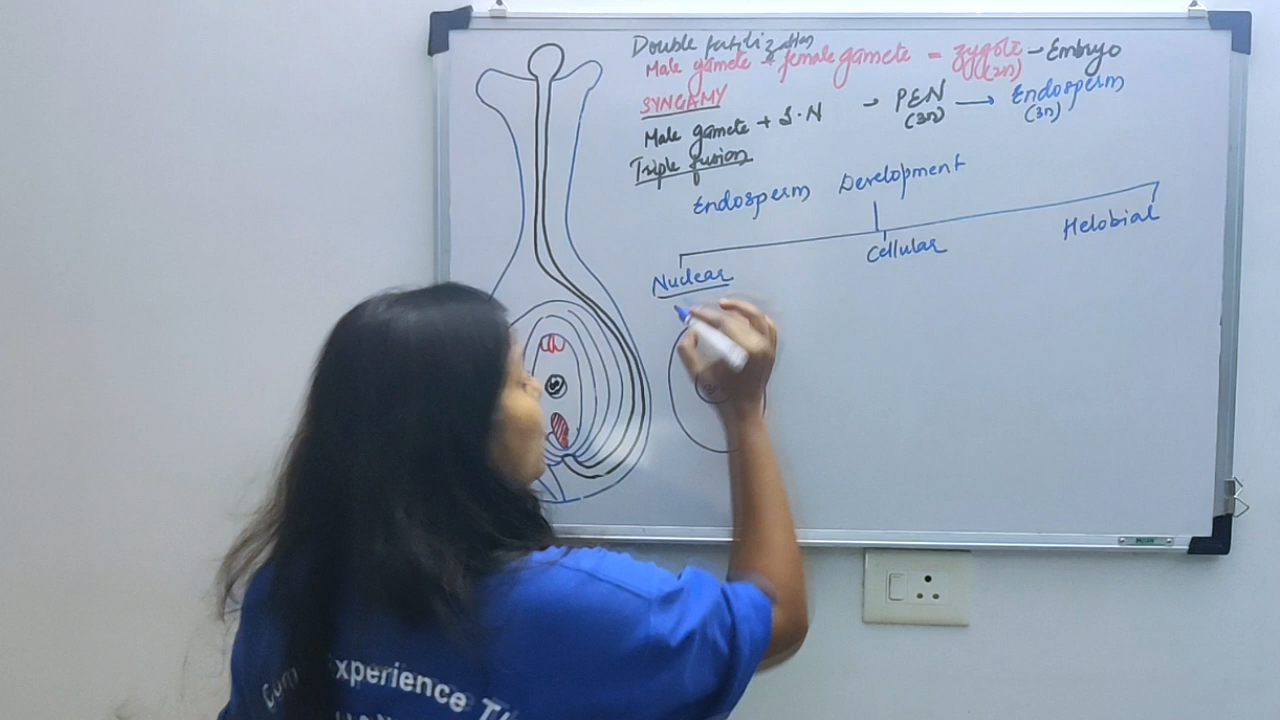 Double fertilization
Male gamete + female gamete = zygote - Embryo
(2n)
SYNGAMY
Male gamete + S.N → PEN → Endosperm
(3n) (3n)
Triple fusion
Endosperm Development
Nuclear Cellular Helobial
Experience